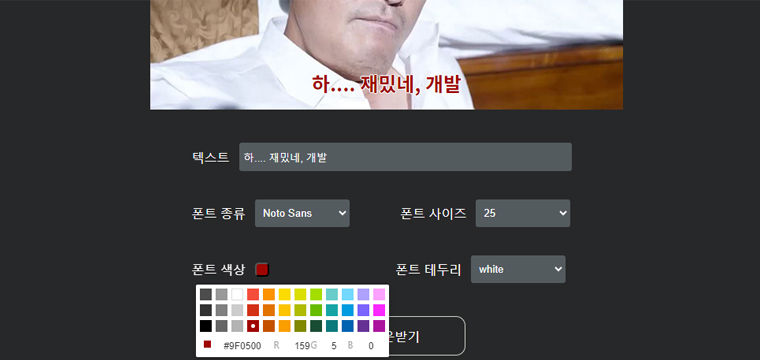 하.... 재밌네, 개발
텍스트 하.... 재밌네, 개발
폰트 종류 Noto Sans 폰트 사이즈 25
폰트 색상 폰트 테두리 white
받기
#9F0500 R 159 G 5 B 0